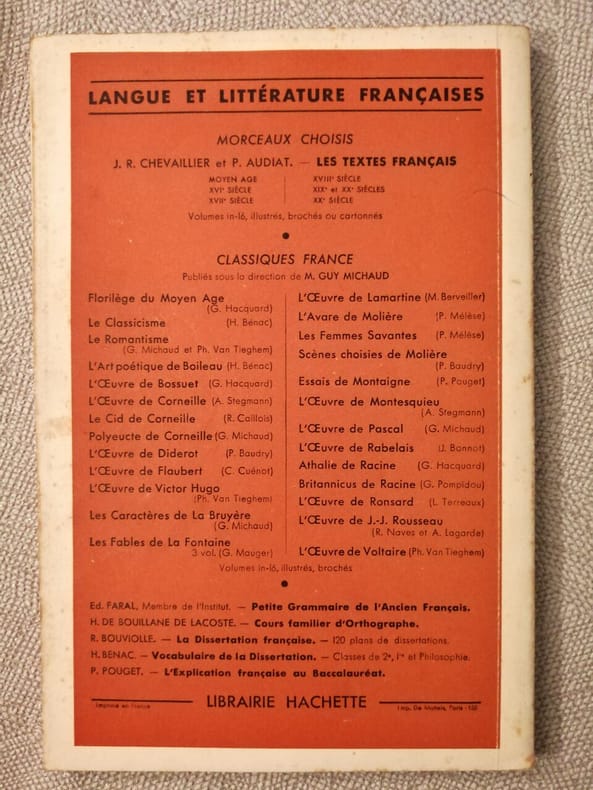 LANGUE ET LITTÉRATURE FRANÇAISES
MORCEAUX CHOISIS
J. R. CHEVAILLIER et P. AUDIAT. — LES TEXTES FRANÇAIS
MOYEN AGE
XVIe SIÈCLE
XVIIe SIÈCLE
XVIIIe SIÈCLE
XIXe et XXe SIÈCLES
XXe SIÈCLE
Volumes in-16, illustrés, brochés ou cartonnés
CLASSIQUES FRANCE
Publiés sous la direction de M. GUY MICHAUD
Florilège du Moyen Age
(G. Hacquard)
Le Classicisme (H. Bénac)
Le Romantisme
(G. Michaud et Ph. Van Tieghem)
L'Art poétique de Boileau (H. Bénac)
L'Œuvre de Bossuet (G. Hacquard)
L'Œuvre de Corneille (A. Stegmann)
Le Cid de Corneille (R. Caillois)
Polyeucte de Corneille (G. Michaud)
L'Œuvre de Diderot (P. Baudry)
L'Œuvre de Flaubert (C. Cuénot)
L'Œuvre de Victor Hugo
(Ph. Van Tieghem)
Les Caractères de La Bruyère
(G. Michaud)
Les Fables de La Fontaine
3 vol. (G. Mauger)
L'Œuvre de Lamartine (M. Berveiller)
L'Avare de Molière (P. Mélèse)
Les Femmes Savantes (P. Mélèse)
Scènes choisies de Molière
(P. Baudry)
Essais de Montaigne (P. Pouget)
L'Œuvre de Montesquieu
(A. Stegmann)
L'Œuvre de Pascal (G. Michaud)
L'Œuvre de Rabelais (J. Bonnot)
Athalie de Racine (G. Hacquard)
Britannicus de Racine (G. Pompidou)
L'Œuvre de Ronsard (L. Terreaux)
L'Œuvre de J.-J. Rousseau
(R. Naves et A. Lagarde)
L'Œuvre de Voltaire (Ph. Van Tieghem)
Volumes in-16, illustrés, brochés
Ed. FARAL, Membre de l'Institut. — Petite Grammaire de l'Ancien Français.
H. DE BOUILLANE DE LACOSTE. — Cours familier d'Orthographe.
R. BOUVIOLLE. — La Dissertation française. — 120 plans de dissertations.
H. BENAC. — Vocabulaire de la Dissertation. — Classes de 2e, 1re et Philosophie.
P. POUGET. — L'Explication française au Baccalauréat.
LIBRAIRIE HACHETTE
Imprimé en France
Imp. De Matteis, Paris